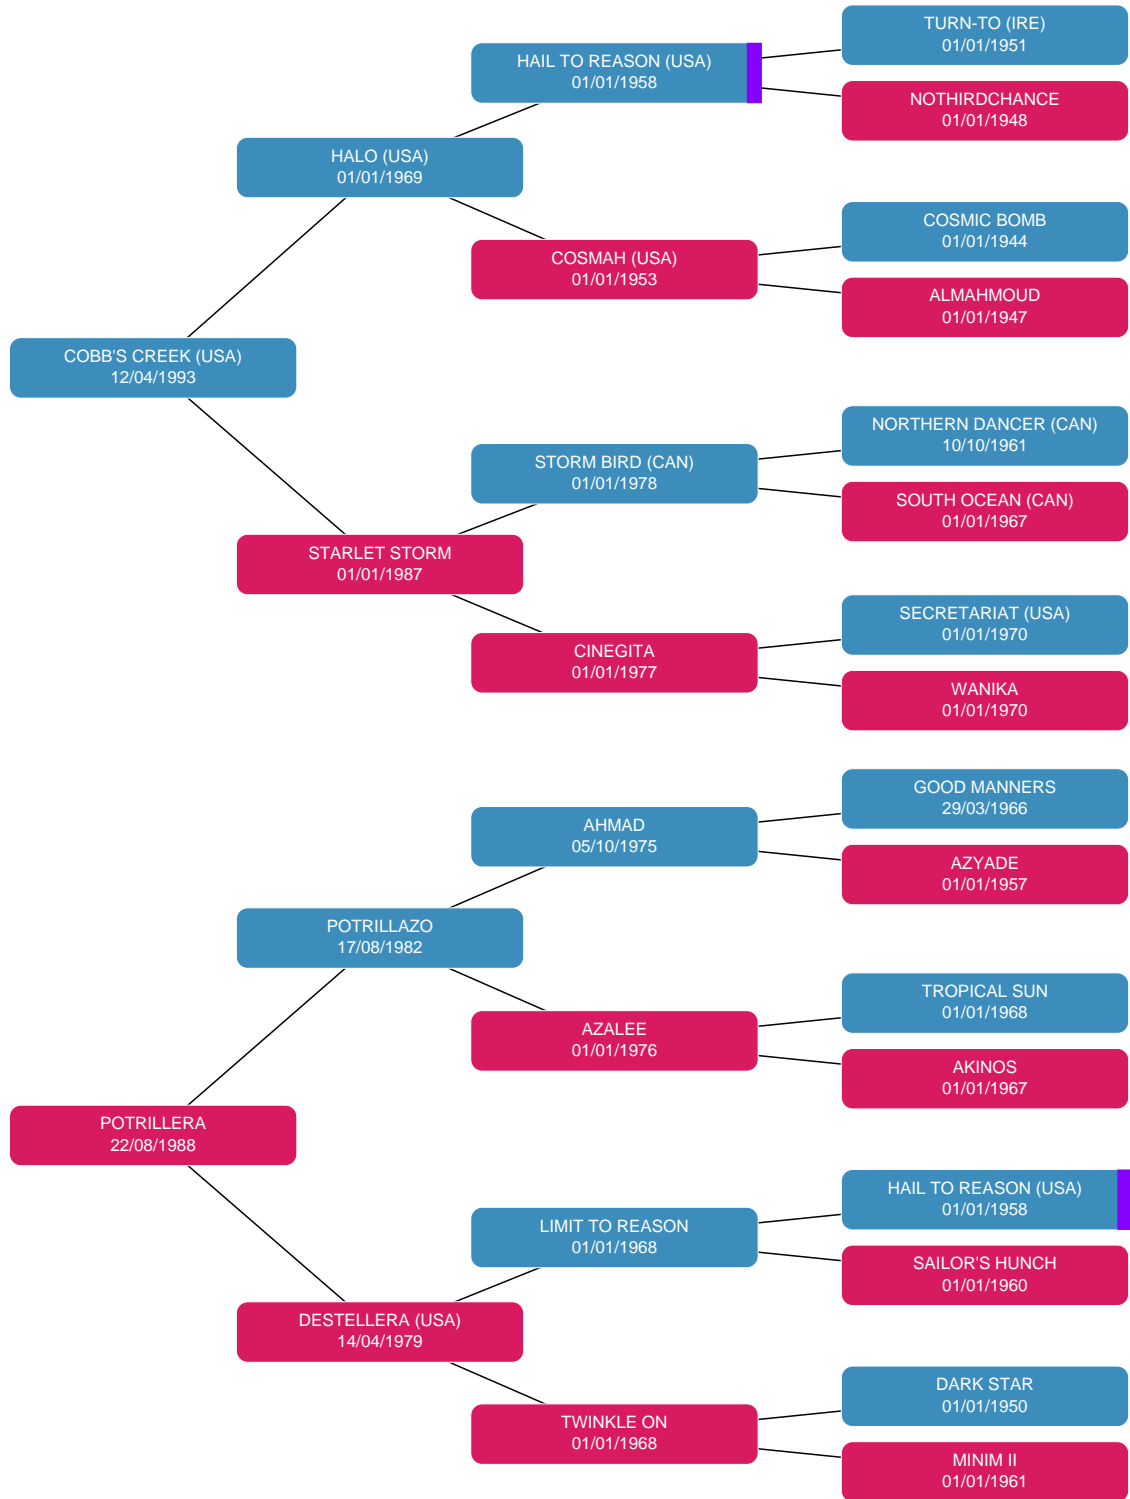 TURN-TO (IRE)
01/01/1951
HAIL TO REASON (USA)
01/01/1958
NOTHIRDCHANCE
01/01/1948
HALO (USA)
01/01/1969
COSMIC BOMB
01/01/1944
COSMAH (USA)
01/01/1953
ALMAHMOUD
01/01/1947
COBB'S CREEK (USA)
12/04/1993
NORTHERN DANCER (CAN)
10/10/1961
STORM BIRD (CAN)
01/01/1978
SOUTH OCEAN (CAN)
01/01/1967
STARLET STORM
01/01/1987
SECRETARIAT (USA)
01/01/1970
CINEGITA
01/01/1977
WANIKA
01/01/1970
GOOD MANNERS
29/03/1966
AHMAD
05/10/1975
AZYADE
01/01/1957
POTRILLAZO
17/08/1982
TROPICAL SUN
01/01/1968
AZALEE
01/01/1976
AKINOS
01/01/1967
POTRILLERA
22/08/1988
HAIL TO REASON (USA)
01/01/1958
LIMIT TO REASON
01/01/1968
SAILOR'S HUNCH
01/01/1960
DESTELLERA (USA)
14/04/1979
DARK STAR
01/01/1950
TWINKLE ON
01/01/1968
MINIM II
01/01/1961